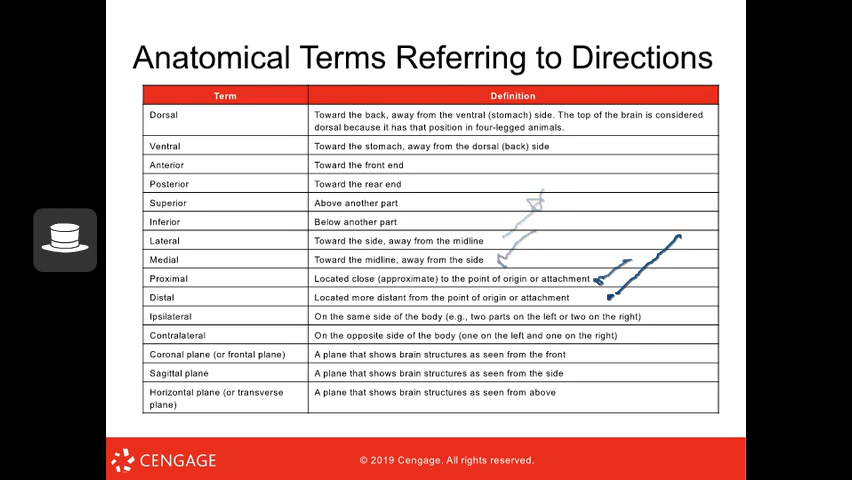 Anatomical Terms Referring to Directions
Term Definition
Dorsal Toward the back, away from the ventral (stomach) side. The top of the brain is considered
dorsal because it has that position in four-legged animals.
Ventral Toward the stomach, away from the dorsal (back) side
Anterior Toward the front end
Posterior Toward the rear end
Superior Above another part
Inferior Below another part
Lateral Toward the side, away from the midline
Medial Toward the midline, away from the side
Proximal Located close (approximate) to the point of origin or attachment
Distal Located more distant from the point of origin or attachment
Ipsilateral On the same side of the body (e.g., two parts on the left or two on the right)
Contralateral On the opposite side of the body (one on the left and one on the right)
Coronal plane (or frontal plane) A plane that shows brain structures as seen from the front
Sagittal plane A plane that shows brain structures as seen from the side
Horizontal plane (or transverse A plane that shows brain structures as seen from above
plane)
CENGAGE © 2019 Cengage. All rights reserved.